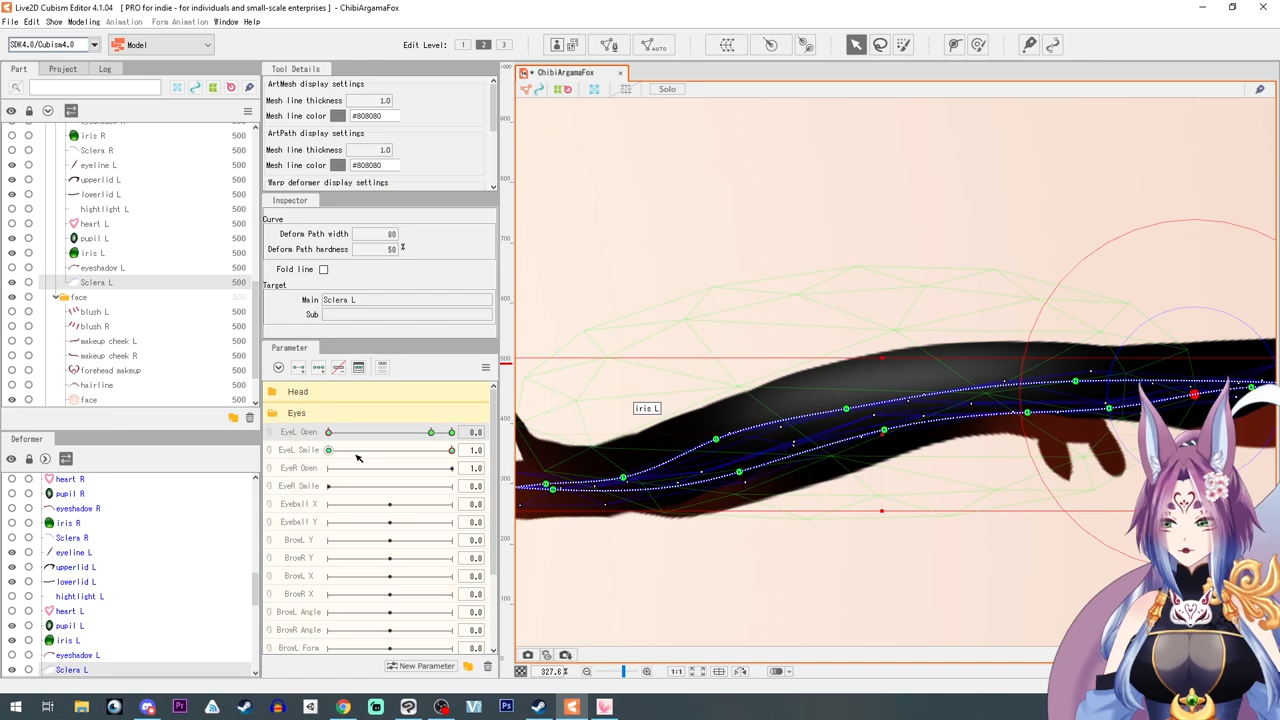 Live2D Cubism Editor 4.1.04 [ PRO for indie - for individuals and small-scale enterprises ] - ChibiArgamaFox
File Edit Show Modeling Animation Form Animation Window Help
SDK4.0/Cubism4.0
Model
Edit Level: 1 2 3
AUTO
Part Project Log
Tool Details
ArtMesh display settings
Mesh line thickness 1.0
Mesh line color #808080
ArtPath display settings
Mesh line thickness 1.0
Mesh line color #808080
Warp deformer display settings
* ChibiArgamaFox
Solo
iris R 500
Sclera R 500
eyeline L 500
upperlid L 500
lowerlid L 500
hightlight L 500
heart L 500
pupil L 500
iris L 500
eyeshadow L 500
Sclera L 500
face 500
blush L 500
blush R 500
makeup cheek L 500
makeup cheek R 500
forehead makeup 500
hairline 500
face 500
Inspector
Curve
Deform Path width 80
Deform Path hardness 50 %
Fold line
Target
Main Sclera L
Sub
Parameter
Head
Eyes
EyeL Open 0.0
EyeL Smile 1.0
EyeR Open 1.0
EyeR Smile 0.0
Eyeball X 0.0
Eyeball Y 0.0
BrowL Y 0.0
BrowR Y 0.0
BrowL X 0.0
BrowR X 0.0
BrowL Angle 0.0
BrowR Angle 0.0
BrowL Form 0.0
New Parameter
Deformer
heart R
pupil R
eyeshadow R
iris R
Sclera R
eyeline L
upperlid L
lowerlid L
hightlight L
heart L
pupil L
iris L
eyeshadow L
Sclera L
iris L
327.6 %
1:1